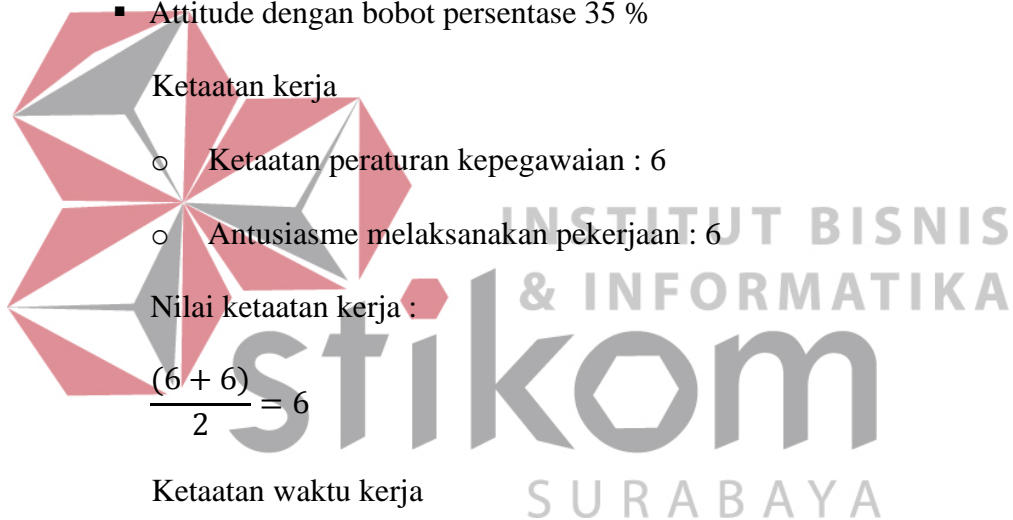 ▪ Attitude dengan bobot persentase 35 %
Ketaatan kerja
o Ketaatan peraturan kepegawaian : 6
o Antusiasme melaksanakan pekerjaan : 6
INSTITUT BISNIS
& INFORMATIKA
stikom
SURABAYA
Nilai ketaatan kerja :
(6 + 6)
2
= 6
Ketaatan waktu kerja